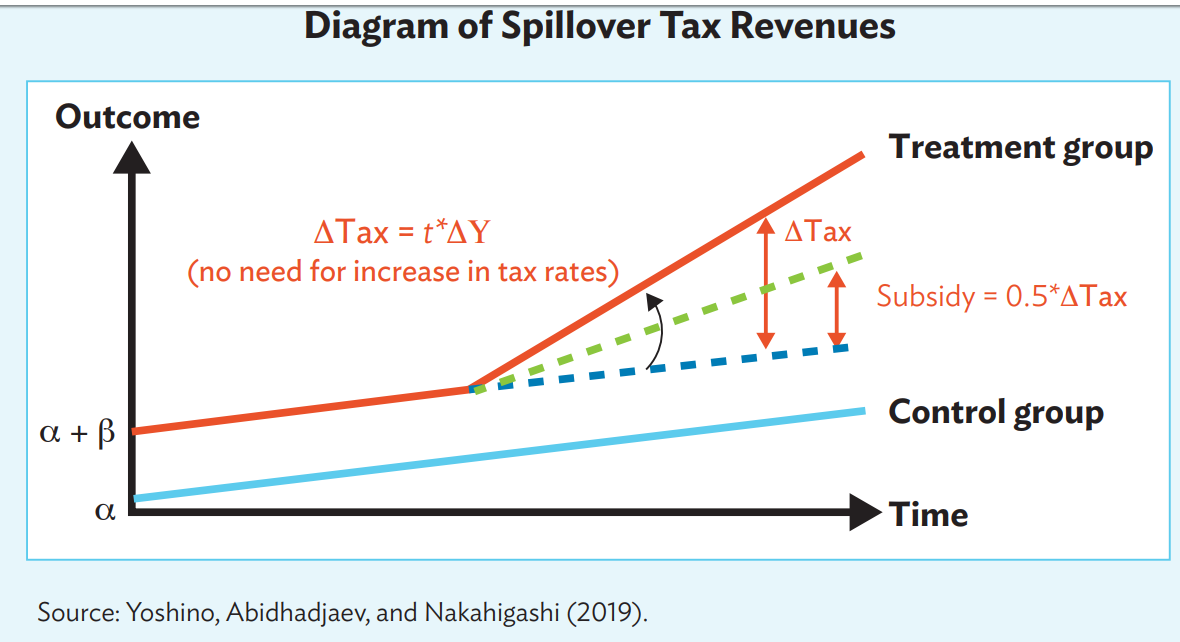 Diagram of Spillover Tax Revenues
Outcome
Treatment group
ΔTax = t*ΔY
(no need for increase in tax rates)
ΔTax
Subsidy = 0.5*ΔTax
α + β
Control group
α
Time
Source: Yoshino, Abidhadjaev, and Nakahigashi (2019).